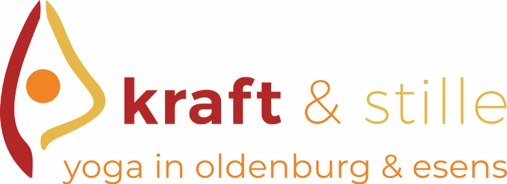 kraft & stille
yoga in oldenburg & esens